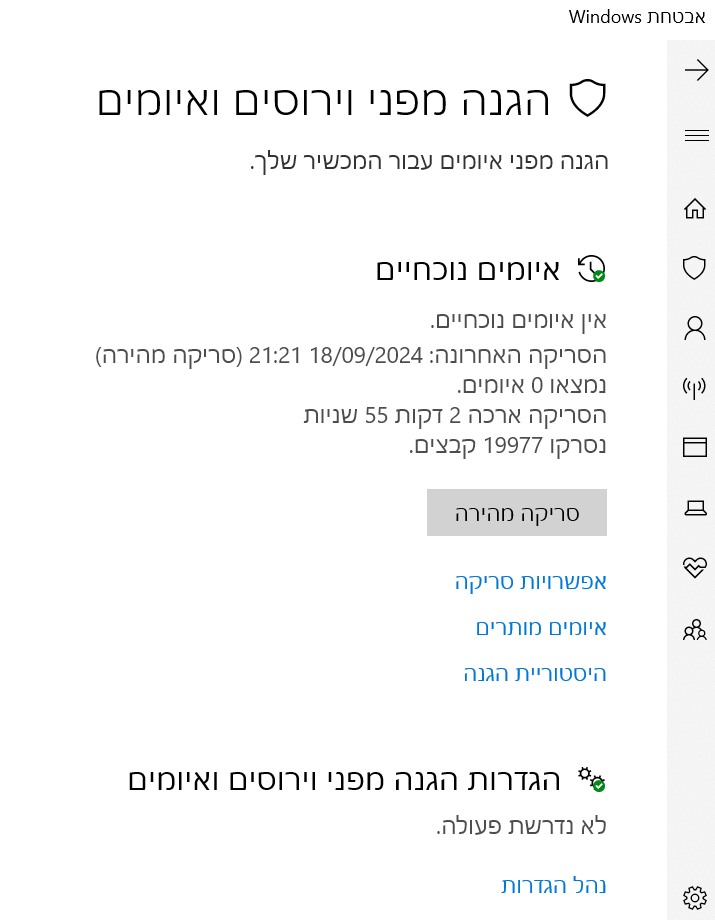 אבטחת Windows
הגנה מפני וירוסים ואיומים
הגנה מפני איומים עבור המכשיר שלך.
איומים נוכחיים
אין איומים נוכחיים.
הסריקה האחרונה: 18/09/2024 21:21 (סריקה מהירה)
נמצאו 0 איומים.
הסריקה ארכה 2 דקות 55 שניות
נסרקו 19977 קבצים.
סריקה מהירה
אפשרויות סריקה
איומים מותרים
היסטוריית הגנה
הגדרות הגנה מפני וירוסים ואיומים
לא נדרשת פעולה.
נהל הגדרות